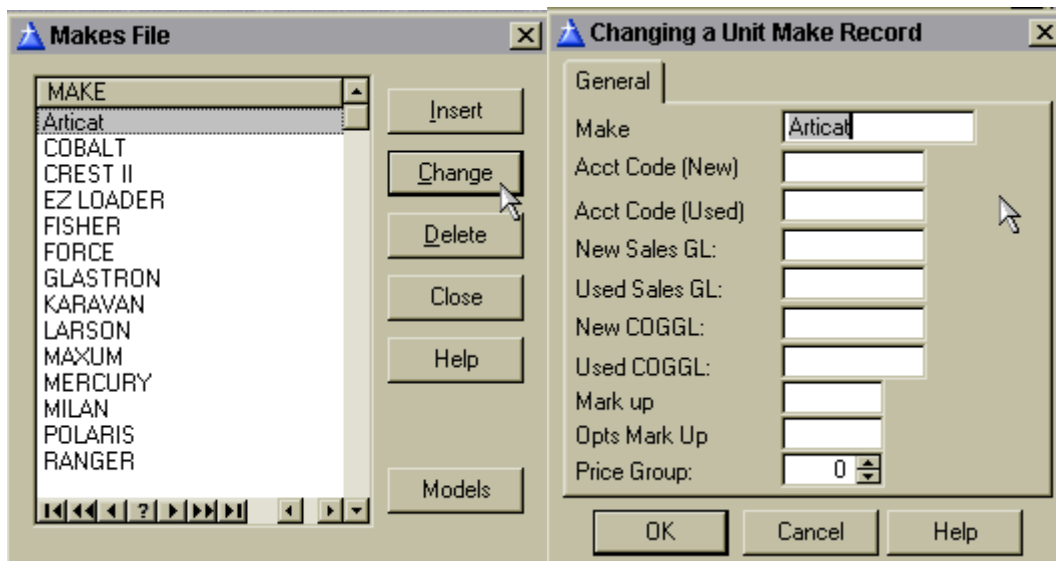 Makes File
MAKE
Articat
COBALT
CREST II
EZ LOADER
FISHER
FORCE
GLASTRON
KARAVAN
LARSON
MAXUM
MERCURY
MILAN
POLARIS
RANGER
?
Insert
Change
Delete
Close
Help
Models
Changing a Unit Make Record
General
Make Articat
Acct Code (New)
Acct Code (Used)
New Sales GL:
Used Sales GL:
New COGGL:
Used COGGL:
Mark up
Opts Mark Up
Price Group: 0
OK Cancel Help